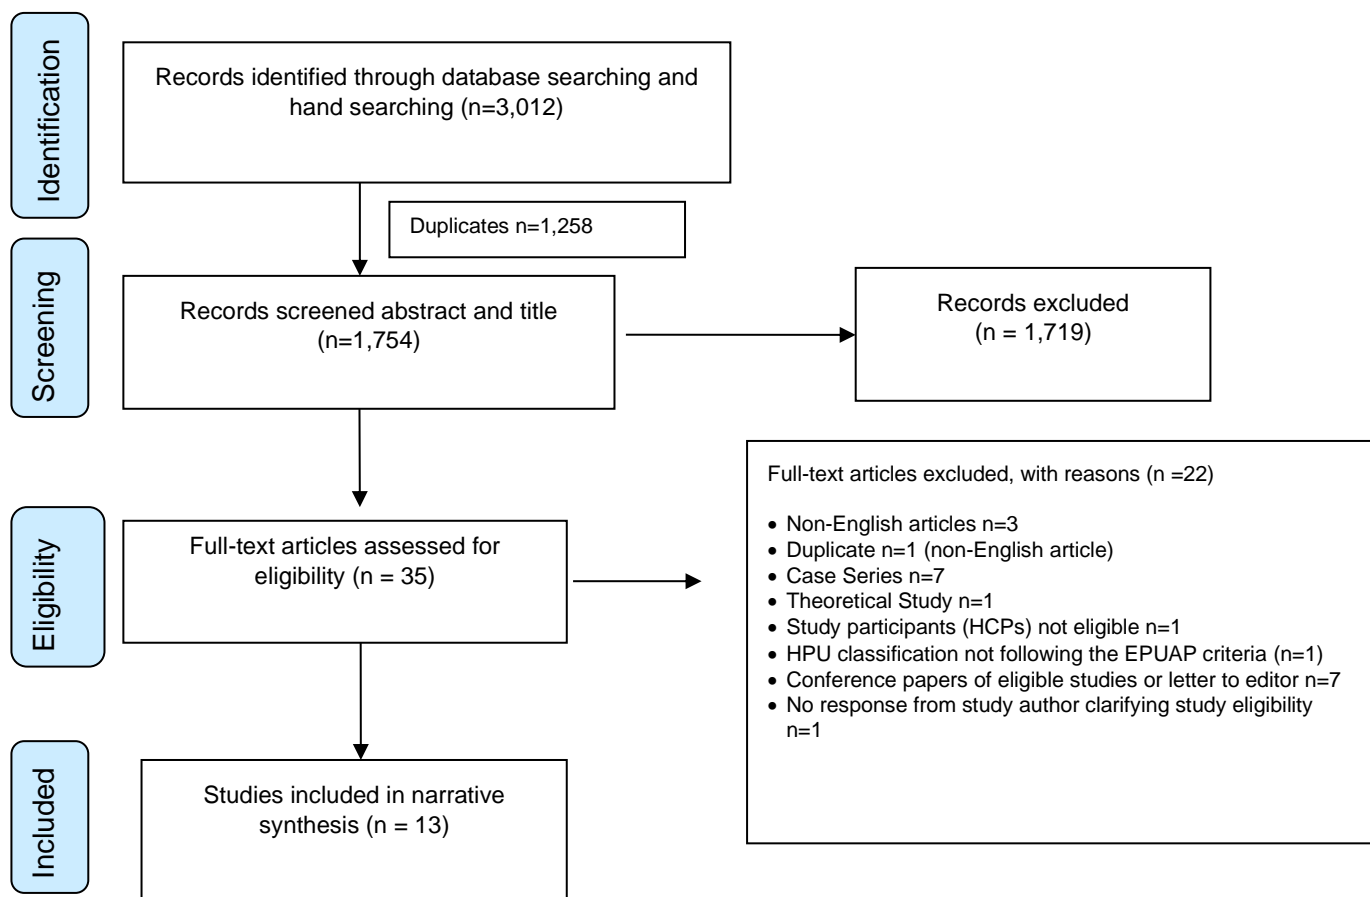 Identification
Records identified through database searching and
hand searching (n=3,012)
Duplicates n=1,258
Screening
Records screened abstract and title
(n=1,754)
Records excluded
(n = 1,719)
Eligibility
Full-text articles assessed for
eligibility (n = 35)
Full-text articles excluded, with reasons (n =22)
• Non-English articles n=3
• Duplicate n=1 (non-English article)
• Case Series n=7
• Theoretical Study n=1
• Study participants (HCPs) not eligible n=1
• HPU classification not following the EPUAP criteria (n=1)
• Conference papers of eligible studies or letter to editor n=7
• No response from study author clarifying study eligibility
n=1
Included
Studies included in narrative
synthesis (n = 13)